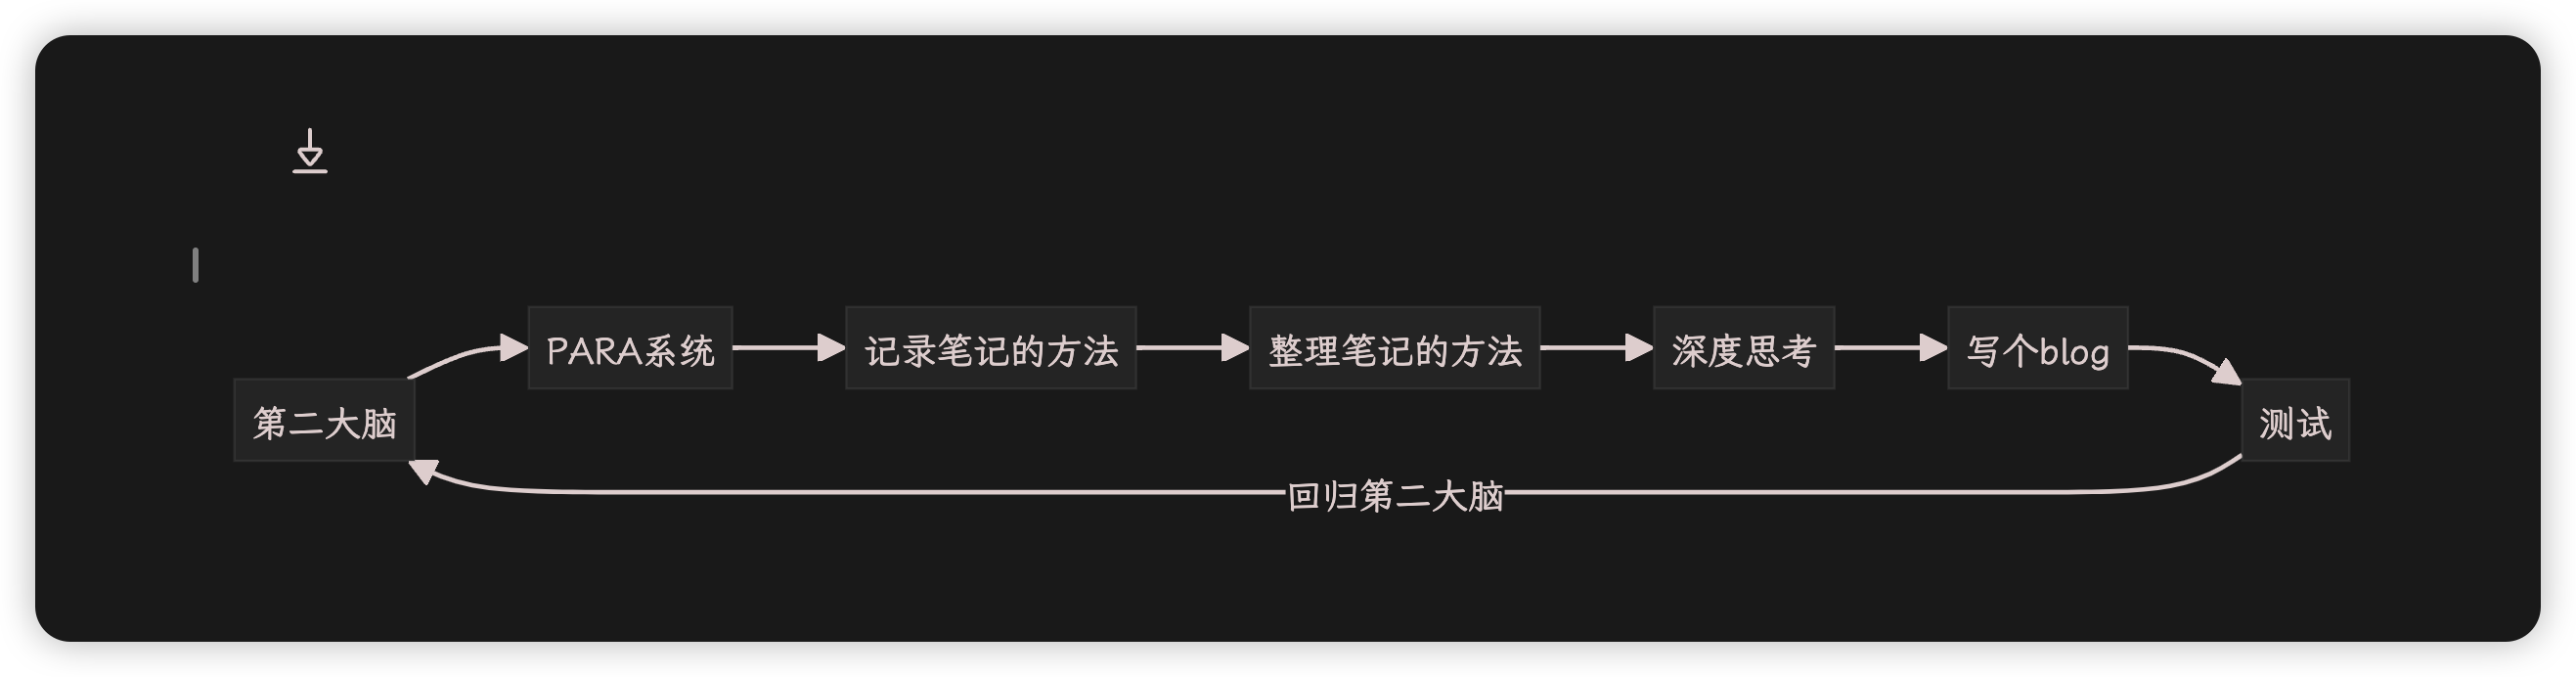 第二大脑
PARA系统
记录笔记的方法
整理笔记的方法
深度思考
写个blog
测试
回归第二大脑